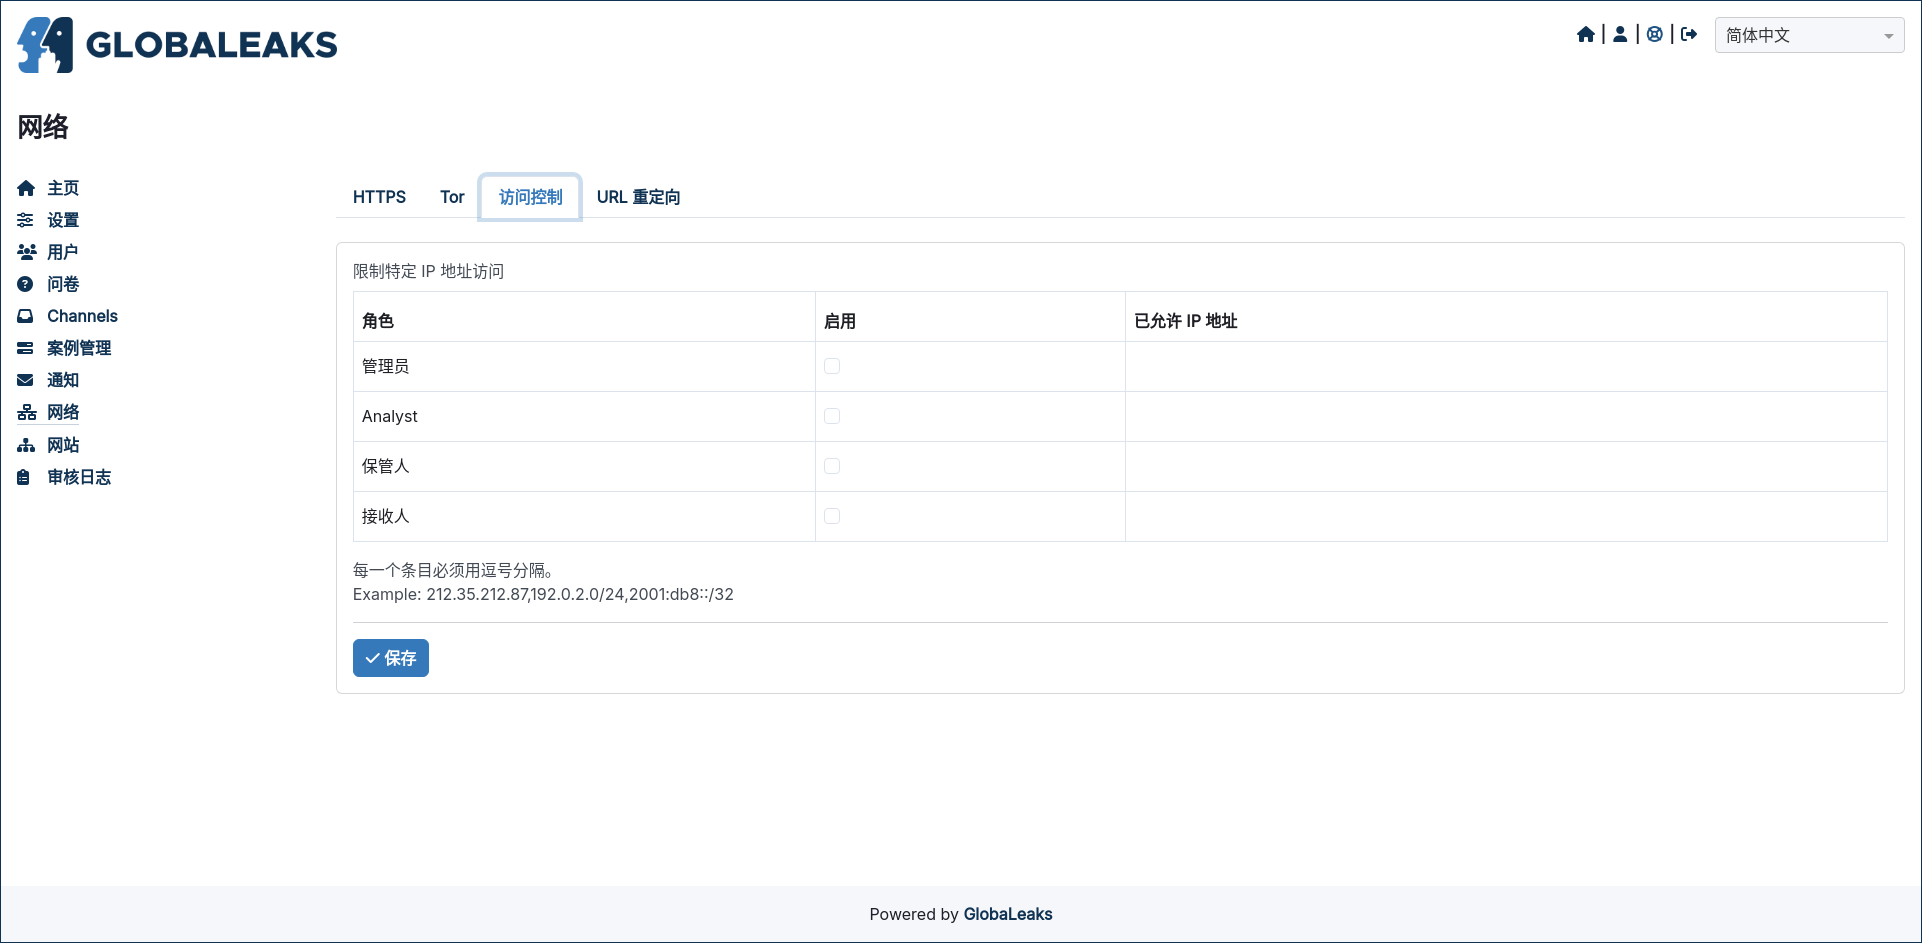 GLOBALEAKS
简体中文
网络
主页
设置
用户
问卷
Channels
案例管理
通知
网络
网站
审核日志
HTTPS Tor 访问控制 URL 重定向
限制特定 IP 地址访问
角色 启用 已允许 IP 地址
管理员
Analyst
保管人
接收人
每一个条目必须用逗号分隔。
Example: 212.35.212.87,192.0.2.0/24,2001:db8::/32
保存
Powered by GlobaLeaks